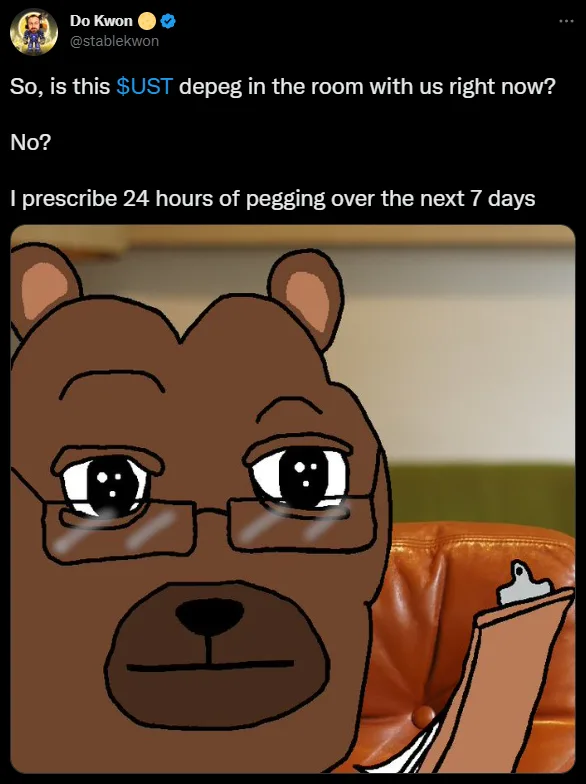 Do Kwon 🌕
@stablekwon
So, is this $UST depeg in the room with us right now?
No?
I prescribe 24 hours of pegging over the next 7 days